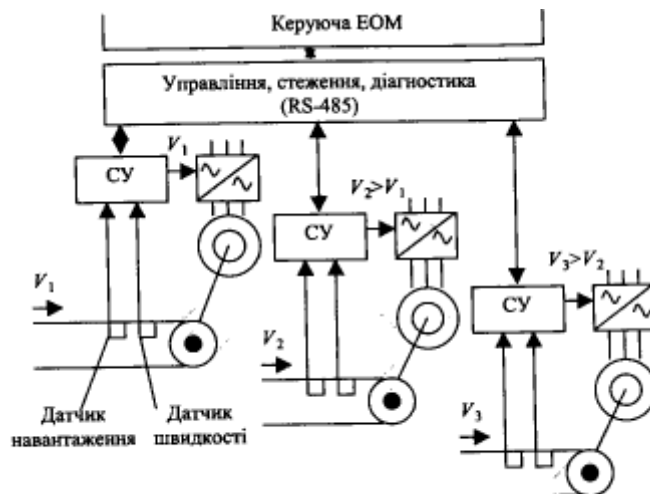 Керуюча ЕОМ
Управління, стеження, діагностика
(RS-485)
V₁
СУ
V₂>V₁
СУ
V₃>V₂
СУ
V₁
V₂
V₃
Датчик
навантаження
Датчик
швидкості